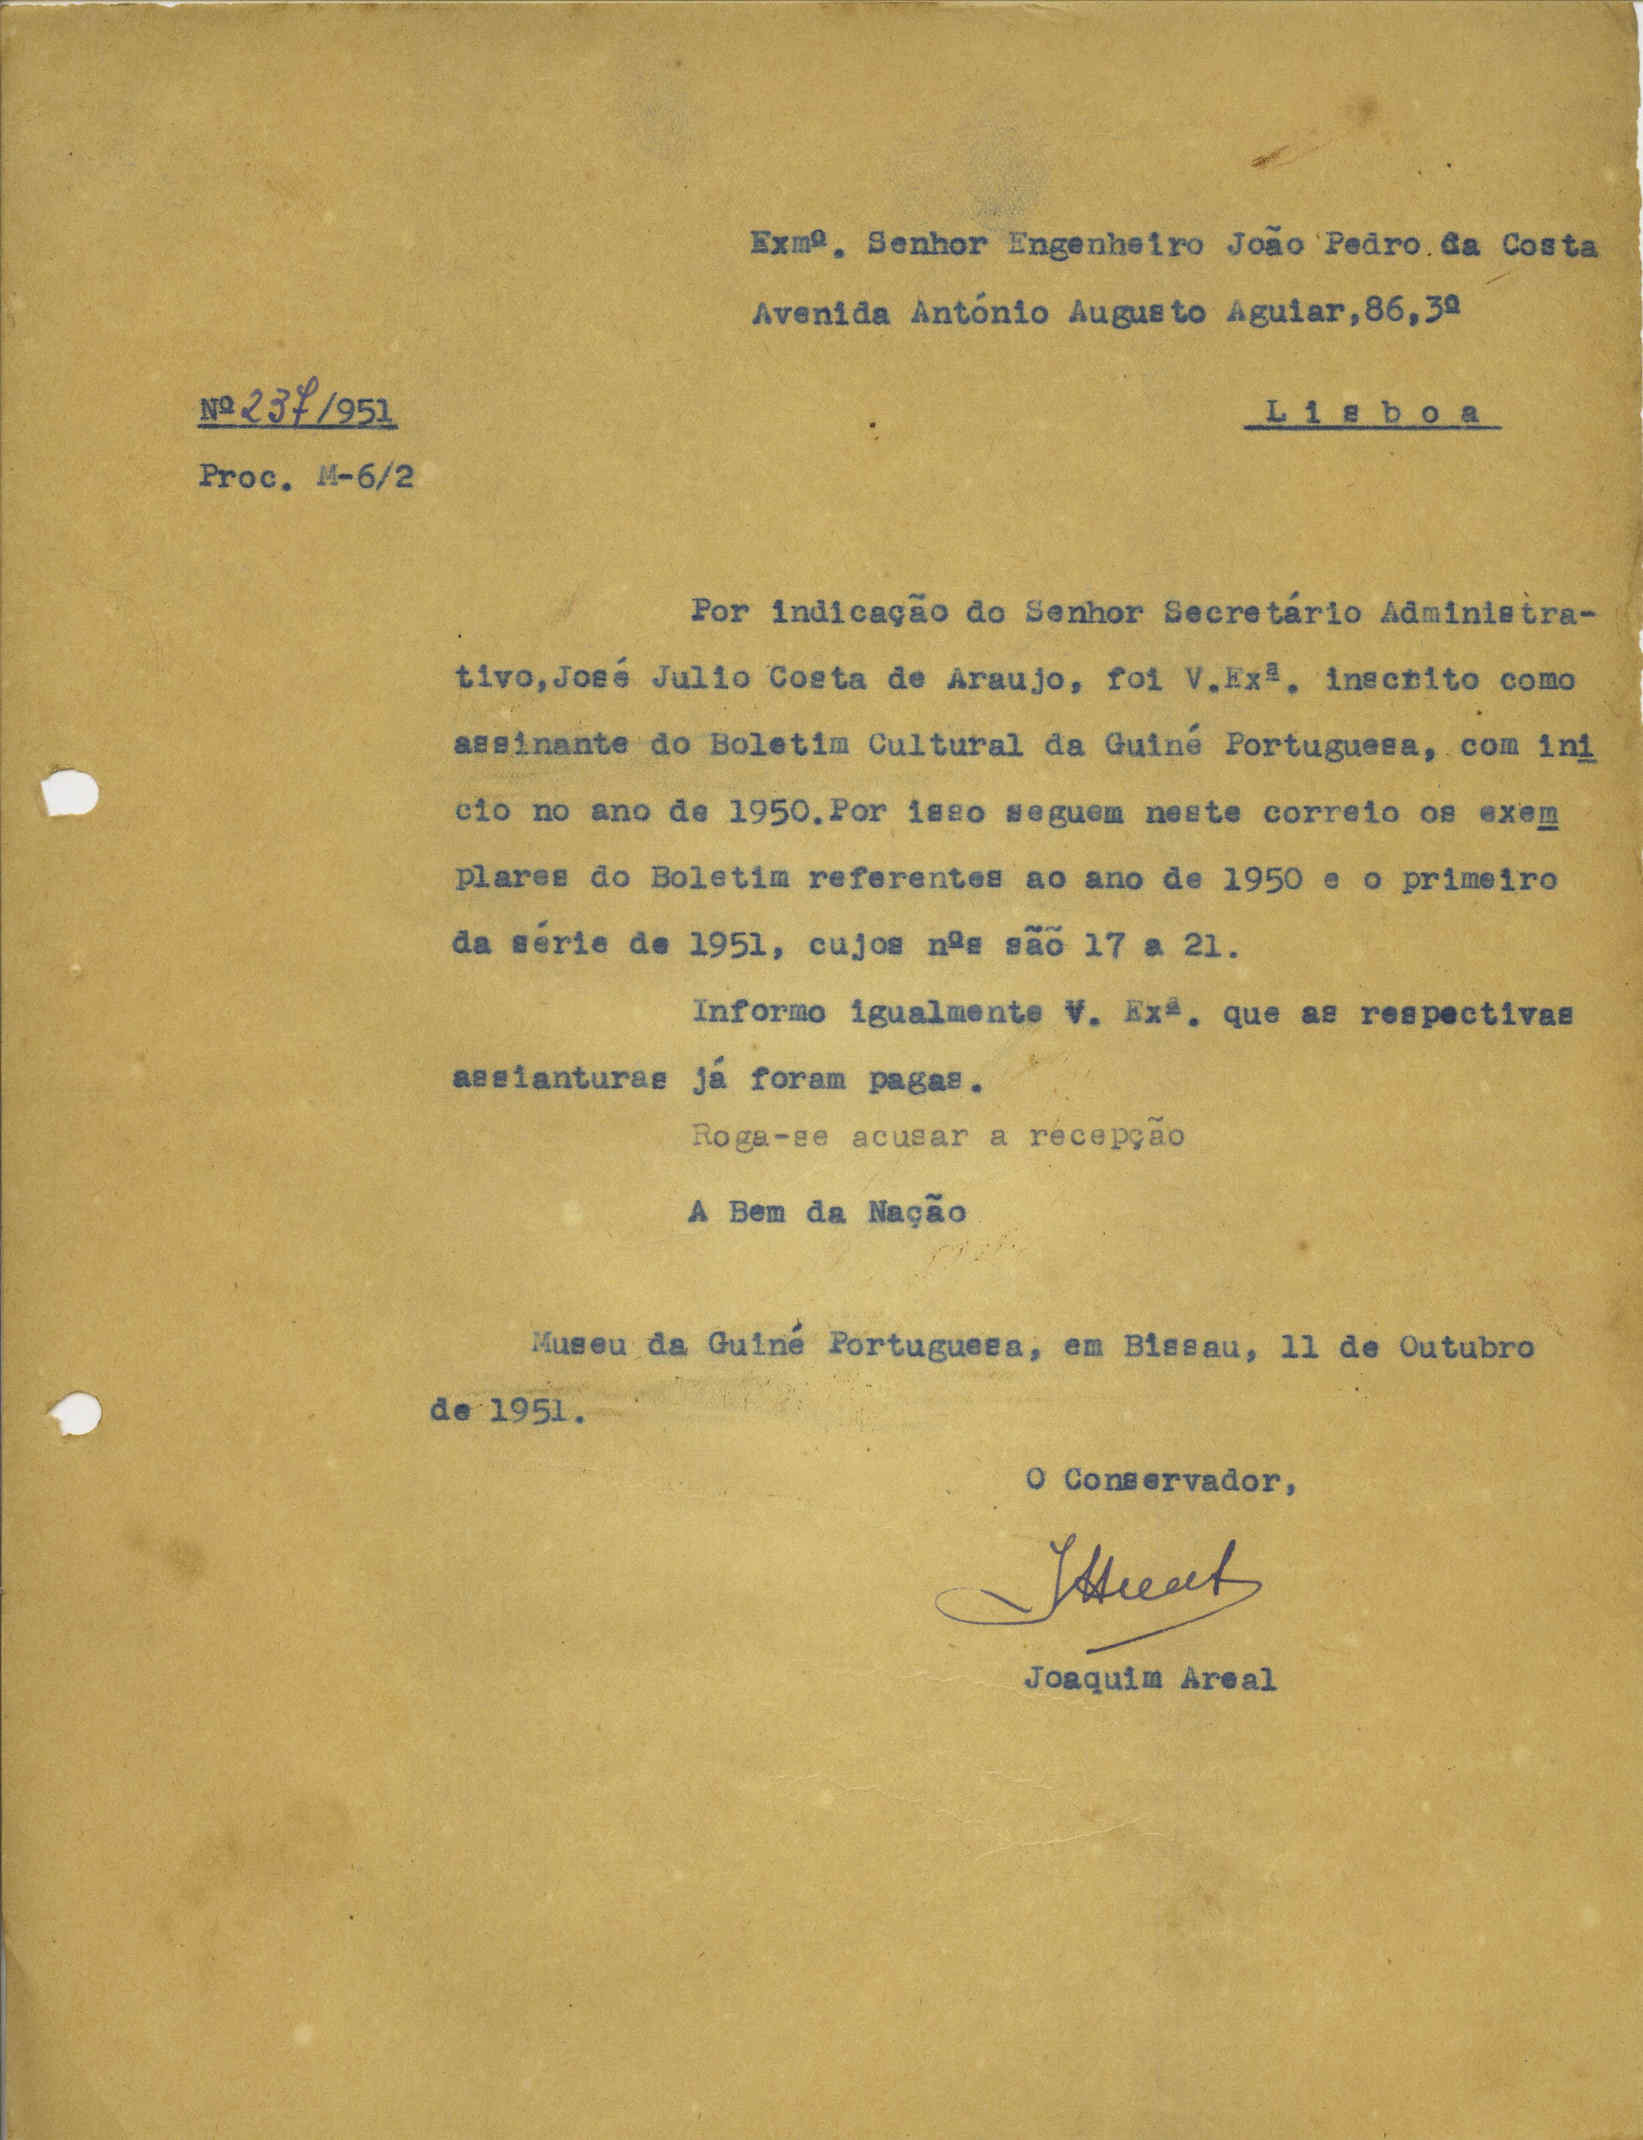 Exmº. Senhor Engenheiro João Pedro da Costa
Avenida António Augusto Aguiar,86,3º
Nº 237/951
Lisboa
Proc. M-6/2
Por indicação do Senhor Secretário Administra-
tivo,José Julio Costa de Araujo, foi V.Exª. inscrito como
assinante do Boletim Cultural da Guiné Portuguesa, com ini
cio no ano de 1950.Por isso seguem neste correio os exem
plares do Boletim referentes ao ano de 1950 e o primeiro
da série de 1951, cujos nºs são 17 a 21.
Informo igualmente V. Exª. que as respectivas
assianturas já foram pagas.
Roga-se acusar a recepção
A Bem da Nação
Museu da Guiné Portuguesa, em Bissau, 11 de Outubro
de 1951.
O Conservador,
Joaquim Areal